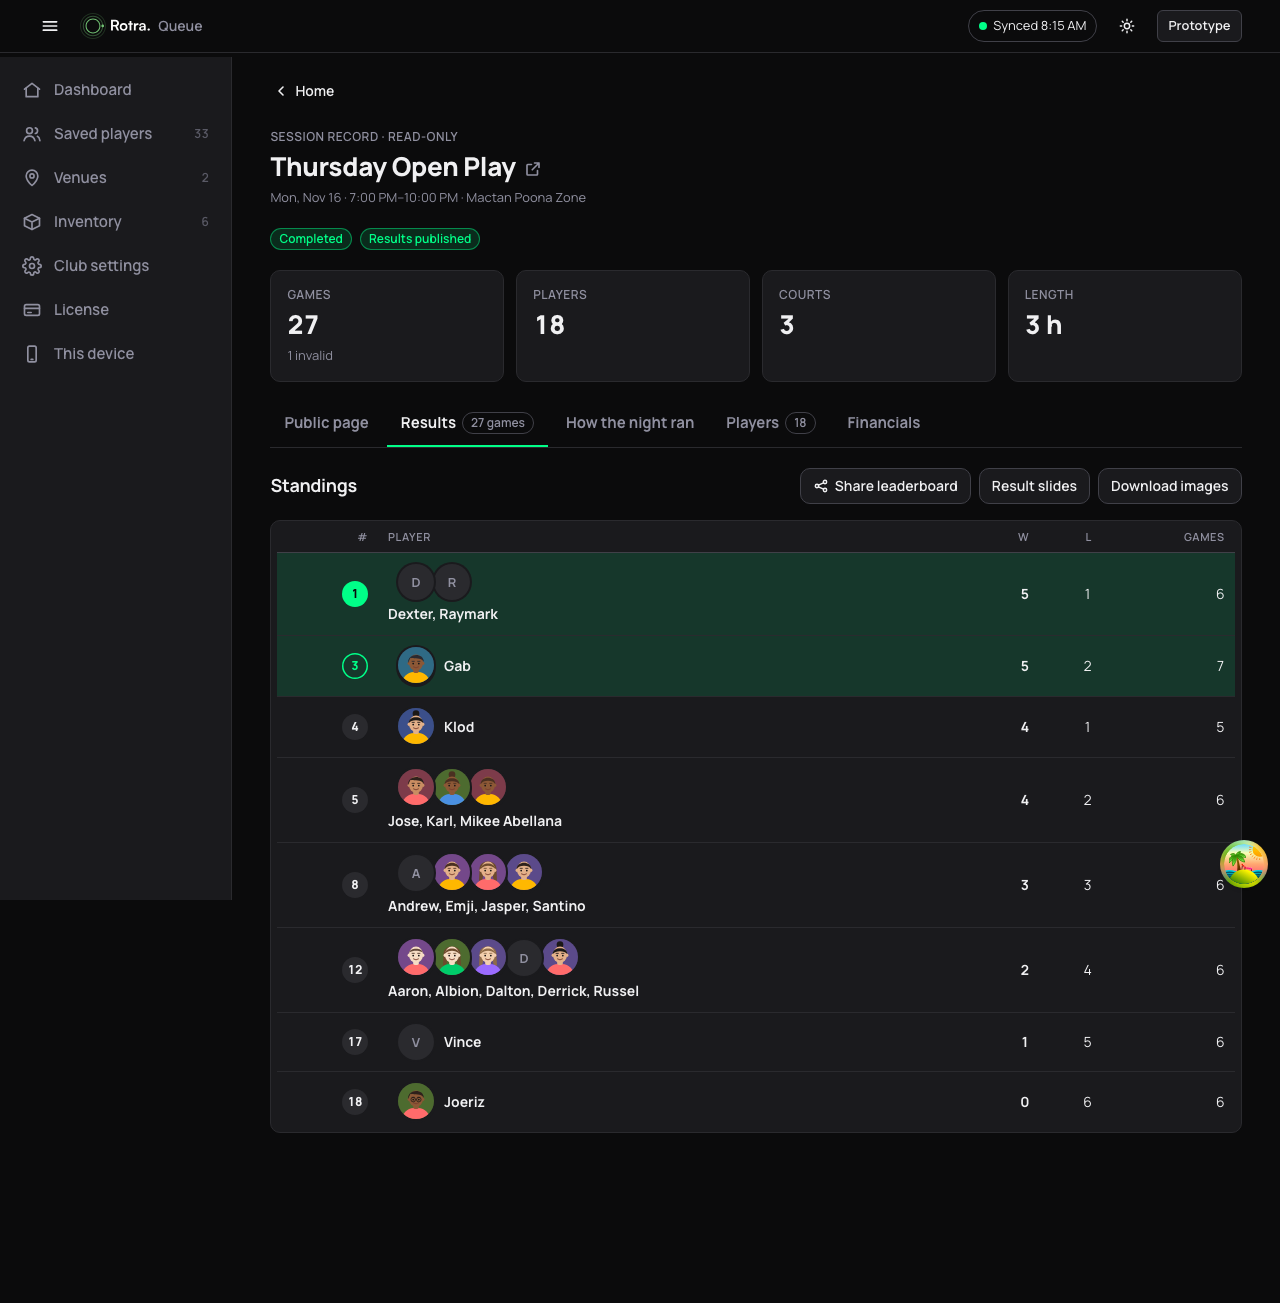 Rotra. Queue
Synced 8:15 AM
Prototype
Dashboard
Saved players 33
Venues 2
Inventory 6
Club settings
License
This device
Home
SESSION RECORD · READ-ONLY
Thursday Open Play
Mon, Nov 16 · 7:00 PM–10:00 PM · Mactan Poona Zone
Completed Results published
GAMES
27
1 invalid
PLAYERS
18
COURTS
3
LENGTH
3 h
Public page Results 27 games How the night ran Players 18 Financials
Standings
Share leaderboard Result slides Download images
# PLAYER W L GAMES
1 D R Dexter, Raymark 5 1 6
3 Gab 5 2 7
4 Klod 4 1 5
5 Jose, Karl, Mikee Abellana 4 2 6
8 A Andrew, Emji, Jasper, Santino 3 3 6
12 D Aaron, Albion, Dalton, Derrick, Russel 2 4 6
17 V Vince 1 5 6
18 Joeriz 0 6 6